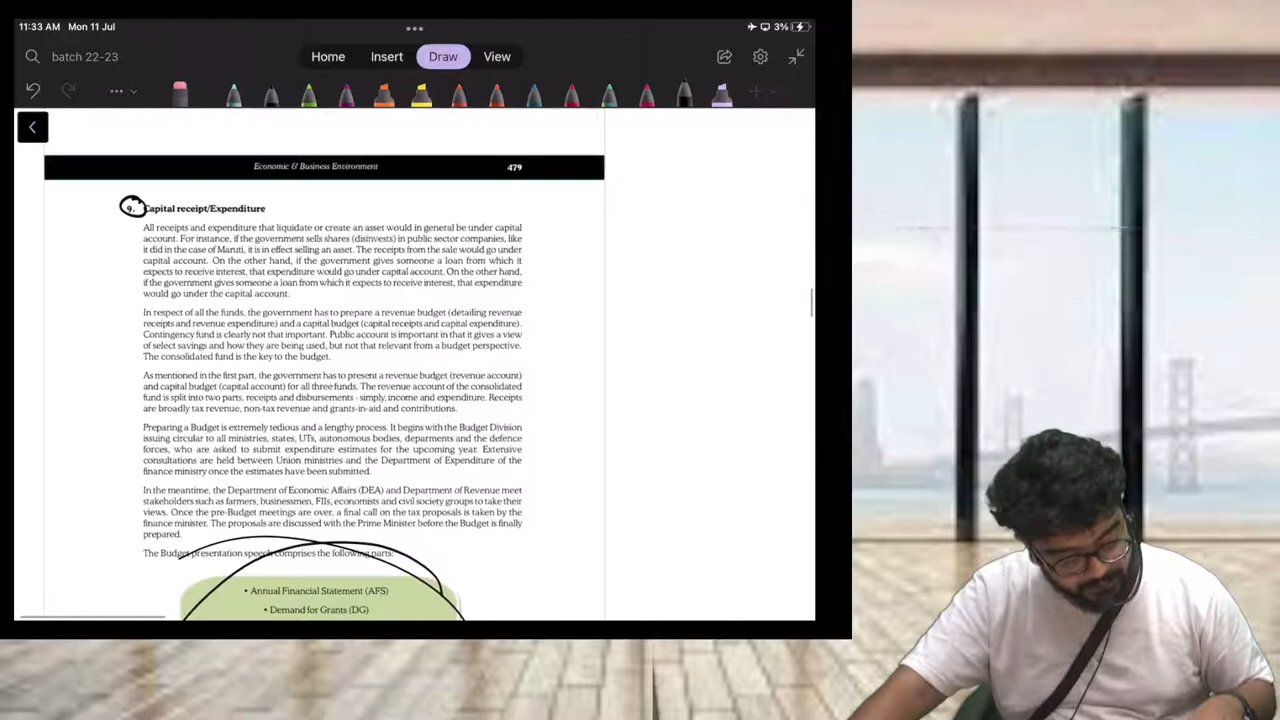 11:33 AM Mon 11 Jul
3%
batch 22-23
Home Insert Draw View
Economic & Business Environment 479
9. Capital receipt/Expenditure
All receipts and expenditure that liquidate or create an asset would in general be under capital
account. For instance, if the government sells shares (disinvests) in public sector companies, like
it did in the case of Maruti, it is in effect selling an asset. The receipts from the sale would go under
capital account. On the other hand, if the government gives someone a loan from which it
expects to receive interest, that expenditure would go under capital account. On the other hand,
if the government gives someone a loan from which it expects to receive interest, that expenditure
would go under the capital account.
In respect of all the funds, the government has to prepare a revenue budget (detailing revenue
receipts and revenue expenditure) and a capital budget (capital receipts and capital expenditure).
Contingency fund is clearly not that important. Public account is important in that it gives a view
of select savings and how they are being used, but not that relevant from a budget perspective.
The consolidated fund is the key to the budget.
As mentioned in the first part, the government has to present a revenue budget (revenue account)
and capital budget (capital account) for all three funds. The revenue account of the consolidated
fund is split into two parts, receipts and disbursements - simply, income and expenditure. Receipts
are broadly tax revenue, non-tax revenue and grants-in-aid and contributions.
Preparing a Budget is extremely tedious and a lengthy process. It begins with the Budget Division
issuing circular to all ministries, states, UTs, autonomous bodies, deparments and the defence
forces, who are asked to submit expenditure estimates for the upcoming year. Extensive
consultations are held between Union ministries and the Department of Expenditure of the
finance ministry once the estimates have been submitted.
In the meantime, the Department of Economic Affairs (DEA) and Department of Revenue meet
stakeholders such as farmers, businessmen, FIIs, economists and civil society groups to take their
views. Once the pre-Budget meetings are over, a final call on the tax proposals is taken by the
finance minister. The proposals are discussed with the Prime Minister before the Budget is finally
prepared.
The Budget presentation speech comprises the following parts:
• Annual Financial Statement (AFS)
• Demand for Grants (DG)